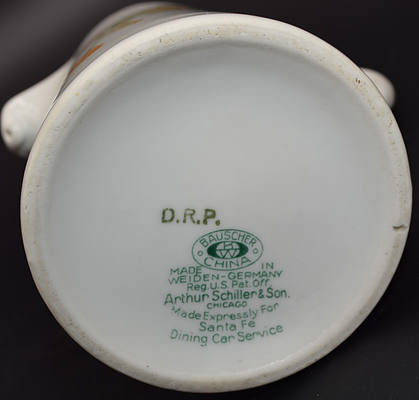 D.R.P.
BAUSCHER
CHINA
MADE IN
WEIDEN-GERMANY
Reg. U.S. Pat. Off.
Arthur Schiller & Son.
CHICAGO
Made Expressly For
Santa Fe
Dining Car Service